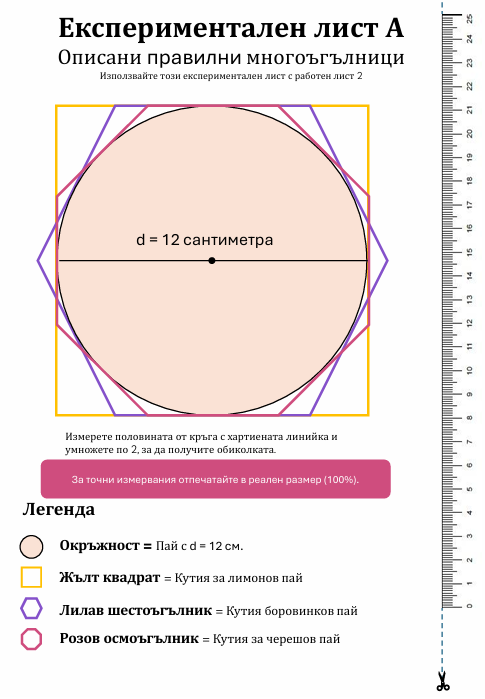 Експериментален лист А
Описани правилни многоъгълници
Използвайте този експериментален лист с работен лист 2
d = 12 сантиметра
Измерете половината от кръга с хартиената линийка и
умножете по 2, за да получите обиколката.
За точни измервания отпечатайте в реален размер (100%).
Легенда
Окръжност = Пай с d = 12 см.
Жълт квадрат = Кутия за лимонов пай
Лилав шестоъгълник = Кутия боровинков пай
Розов осмоъгълник = Кутия за черешов пай
25
24
23
22
21
20
19
18
17
16
15
14
13
12
11
10
9
8
7
6
5
4
3
2
1
0